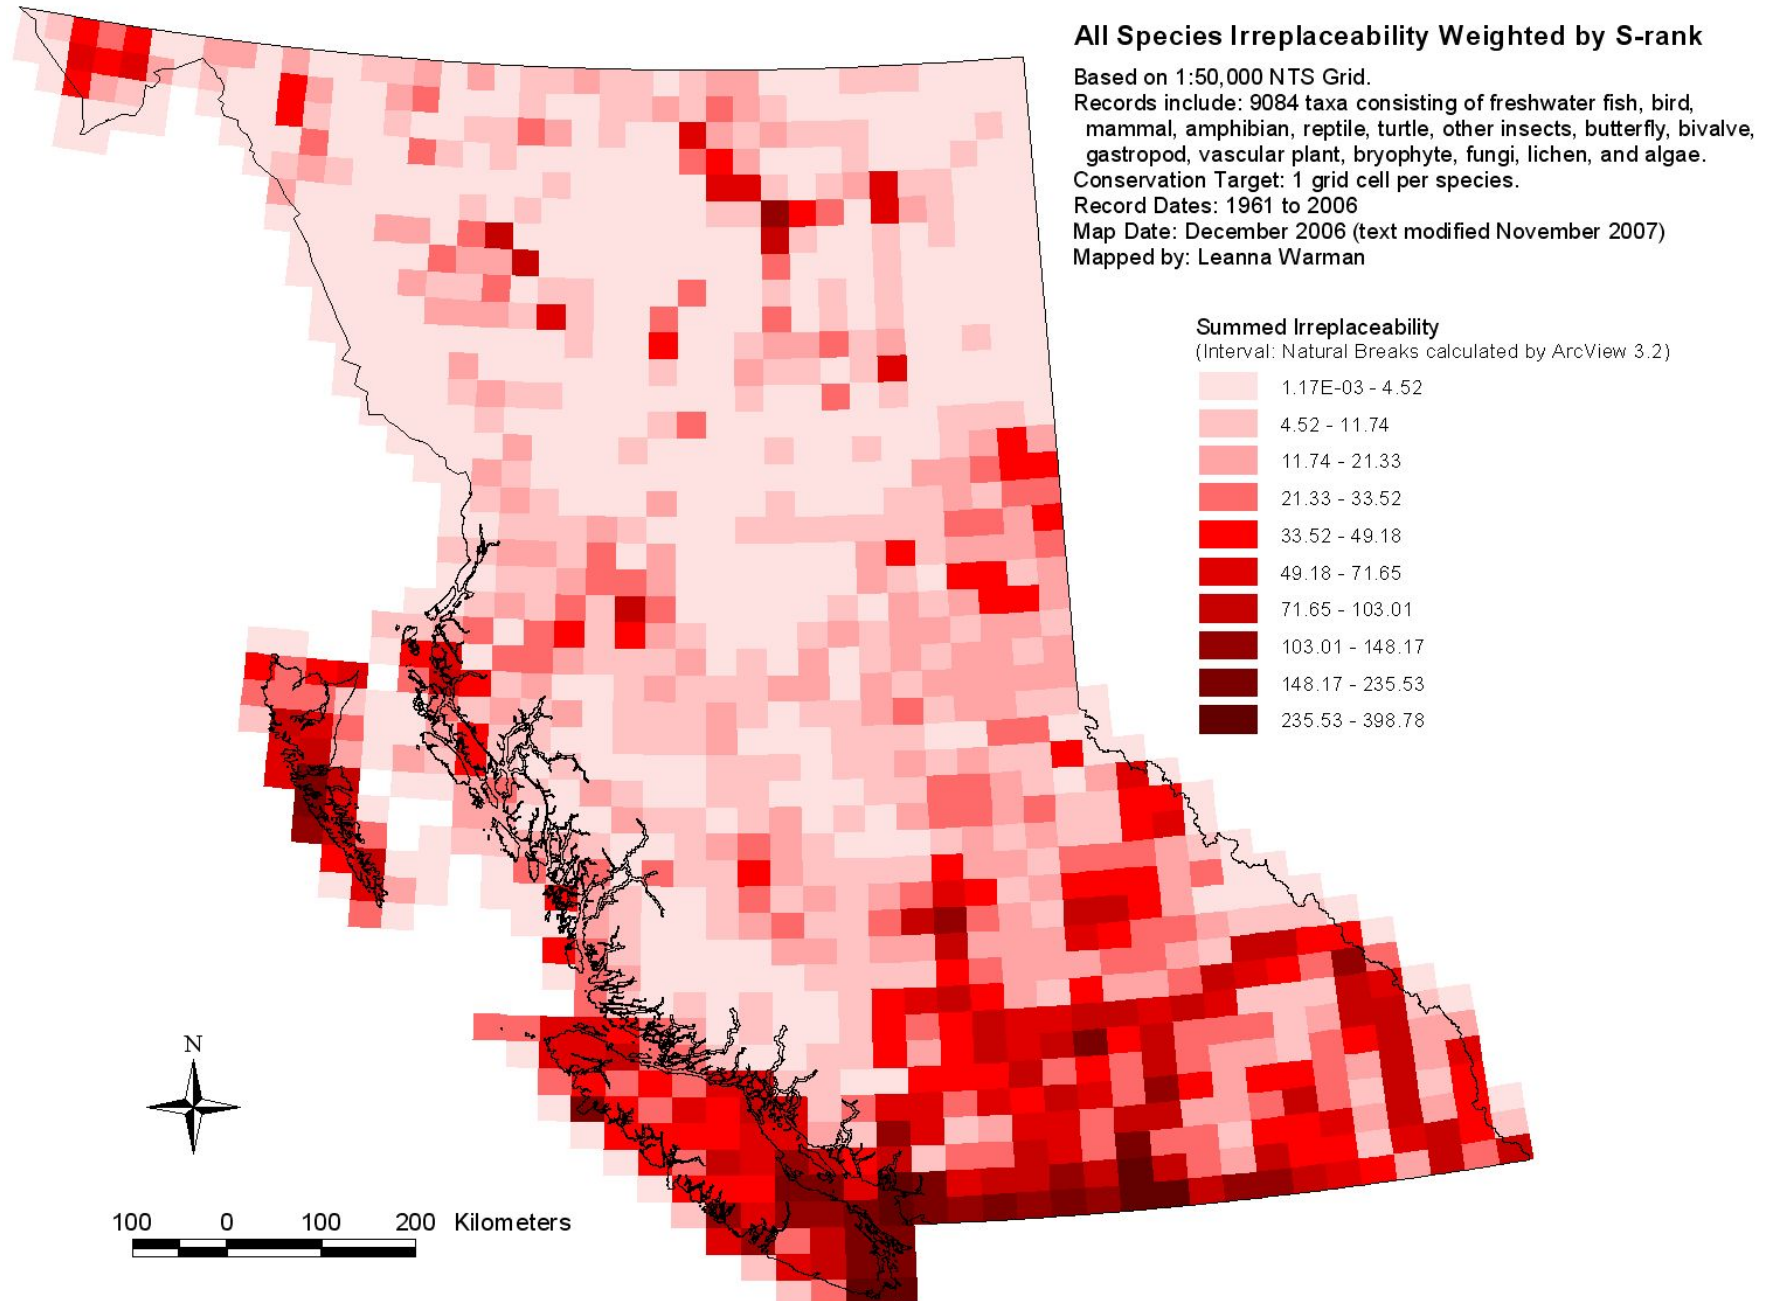 All Species Irreplaceability Weighted by S-rank
Based on 1:50,000 NTS Grid.
Records include: 9084 taxa consisting of freshwater fish, bird,
mammal, amphibian, reptile, turtle, other insects, butterfly, bivalve,
gastropod, vascular plant, bryophyte, fungi, lichen, and algae.
Conservation Target: 1 grid cell per species.
Record Dates: 1961 to 2006
Map Date: December 2006 (text modified November 2007)
Mapped by: Leanna Warman
Summed Irreplaceability
(Interval: Natural Breaks calculated by ArcView 3.2)
1.17E-03 - 4.52
4.52 - 11.74
11.74 - 21.33
21.33 - 33.52
33.52 - 49.18
49.18 - 71.65
71.65 - 103.01
103.01 - 148.17
148.17 - 235.53
235.53 - 398.78
N
100 0 100 200 Kilometers